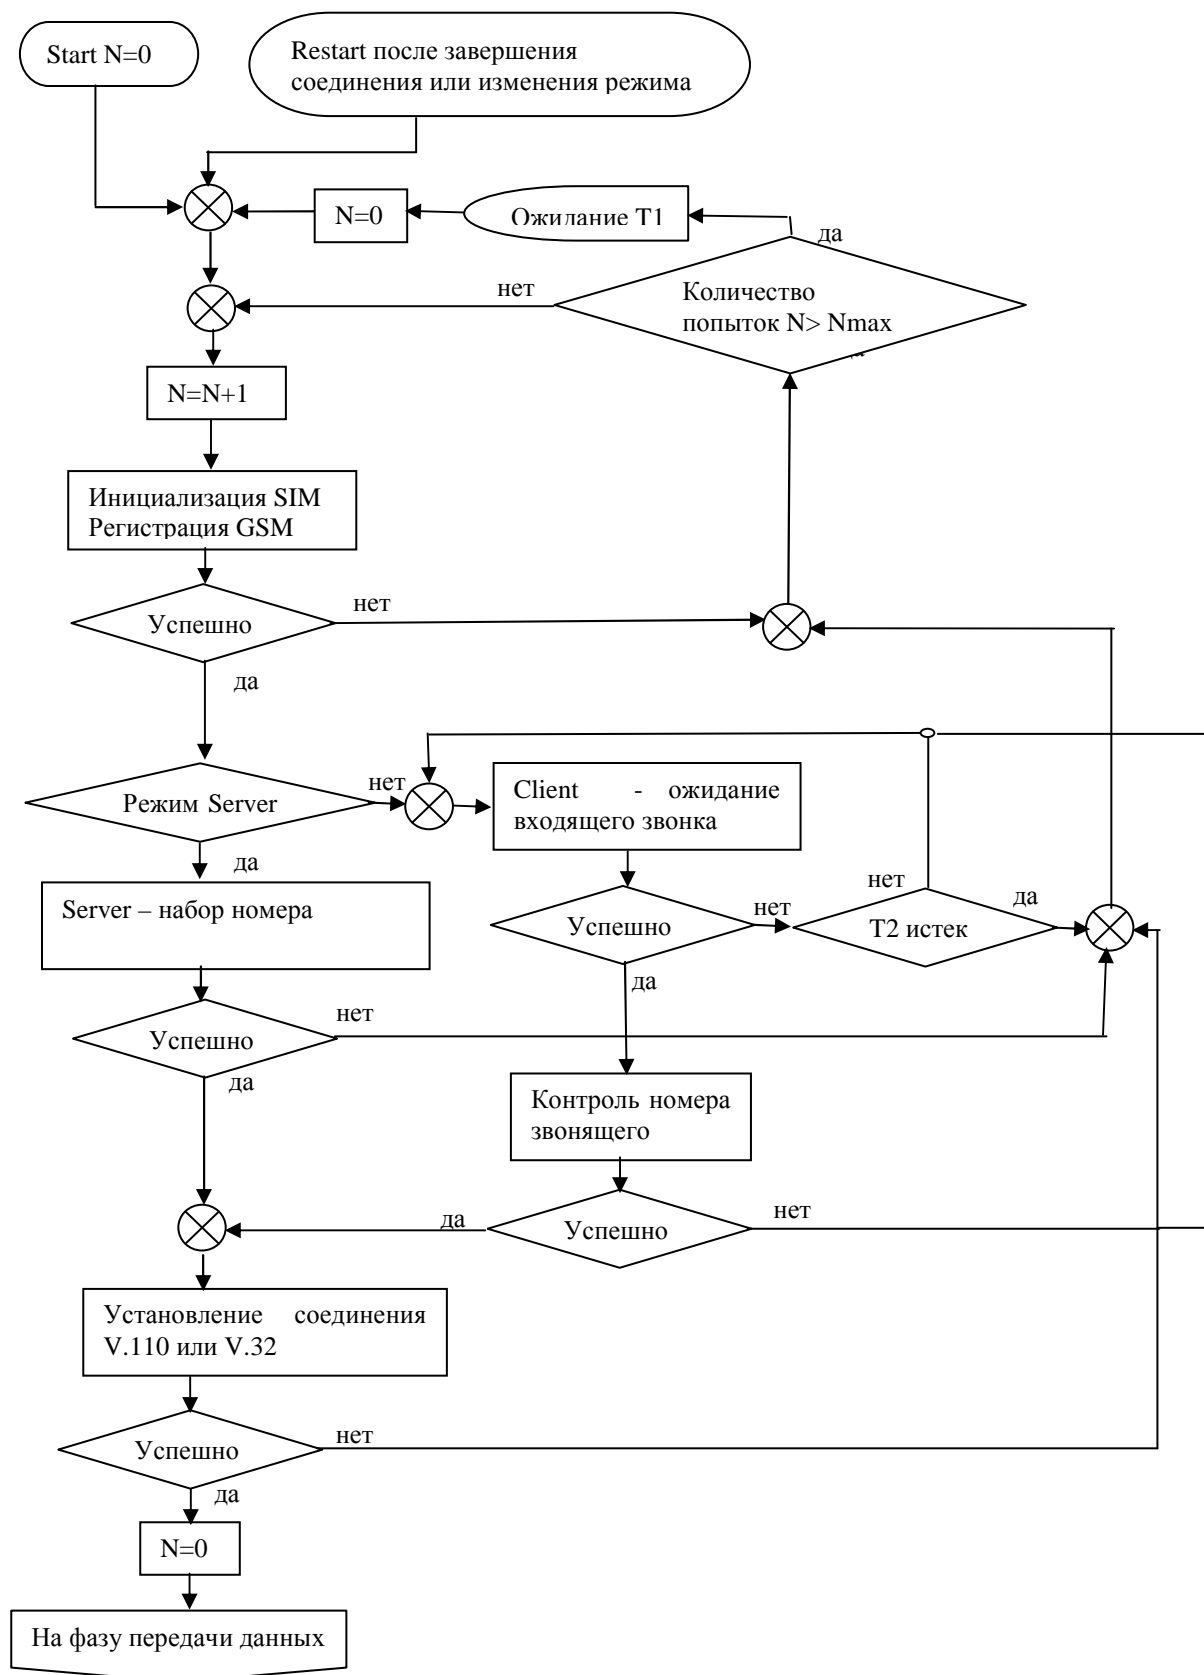 Start N=0
Restart после завершения
соединения или изменения режима
N=0
Ожидание T1
да
нет
Количество
попыток N> Nmax
N=N+1
Инициализация SIM
Регистрация GSM
Успешно
нет
да
Режим Server
нет
Client - ожидание
входящего звонка
да
Server – набор номера
Успешно
нет
нет
T2 истек
да
да
Успешно
нет
да
Контроль номера
звонящего
да
Успешно
нет
Установление соединения
V.110 или V.32
Успешно
нет
да
N=0
На фазу передачи данных